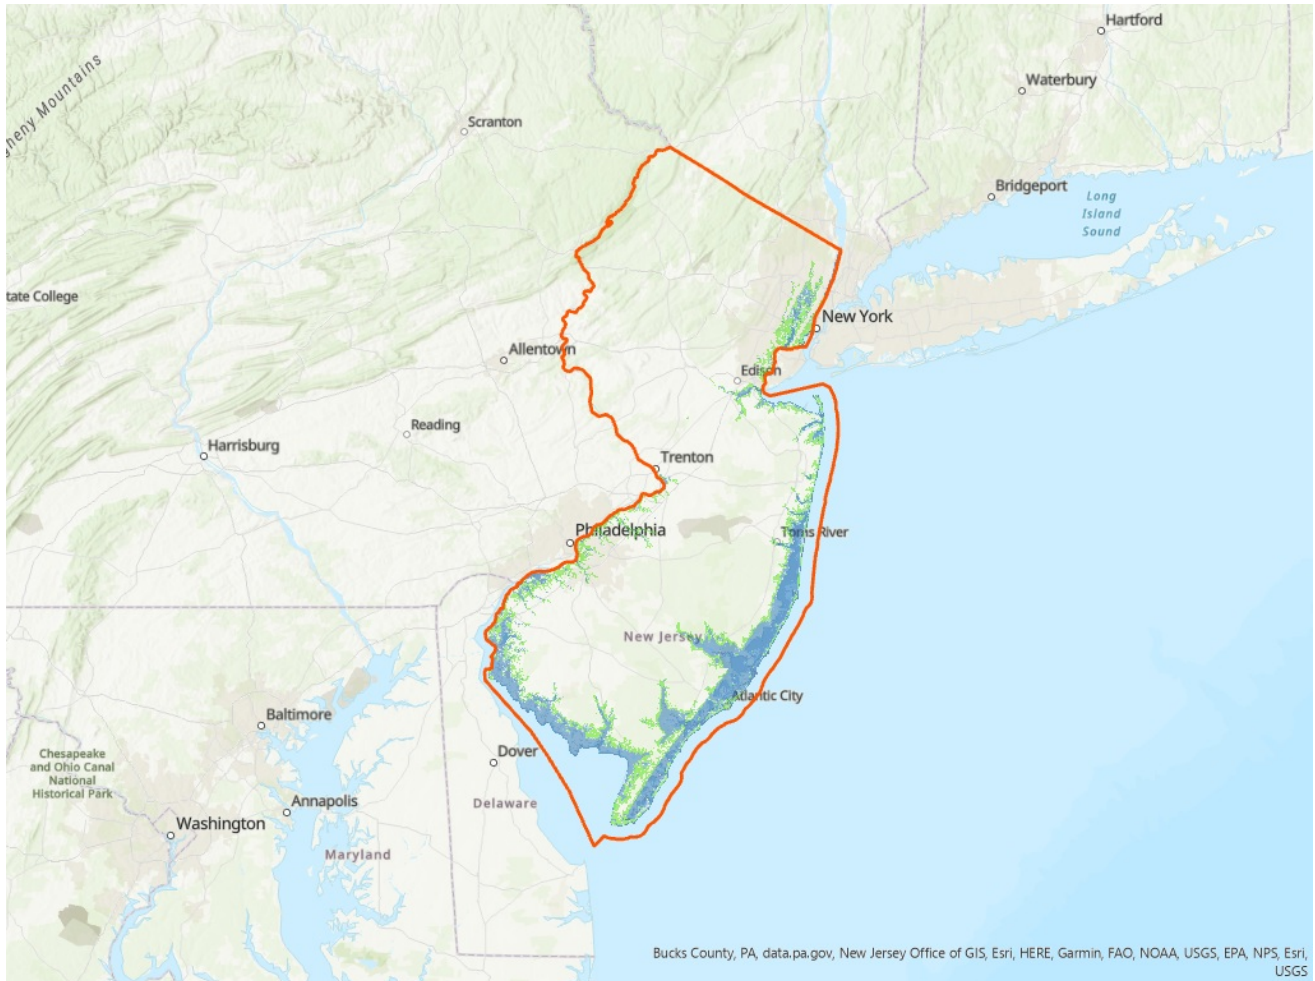 Hartford
Waterbury
gheny Mountains
Scranton
Bridgeport
Long
Island
Sound
tate College
New York
Allentown
Edison
Reading
Harrisburg
Trenton
Philadelphia
Toms River
New Jersey
Atlantic City
Baltimore
Dover
Chesapeake
and Ohio Canal
National
Historical Park
Annapolis
Delaware
Washington
Maryland
Bucks County, PA, data.pa.gov, New Jersey Office of GIS, Esri, HERE, Garmin, FAO, NOAA, USGS, EPA, NPS, Esri,
USGS